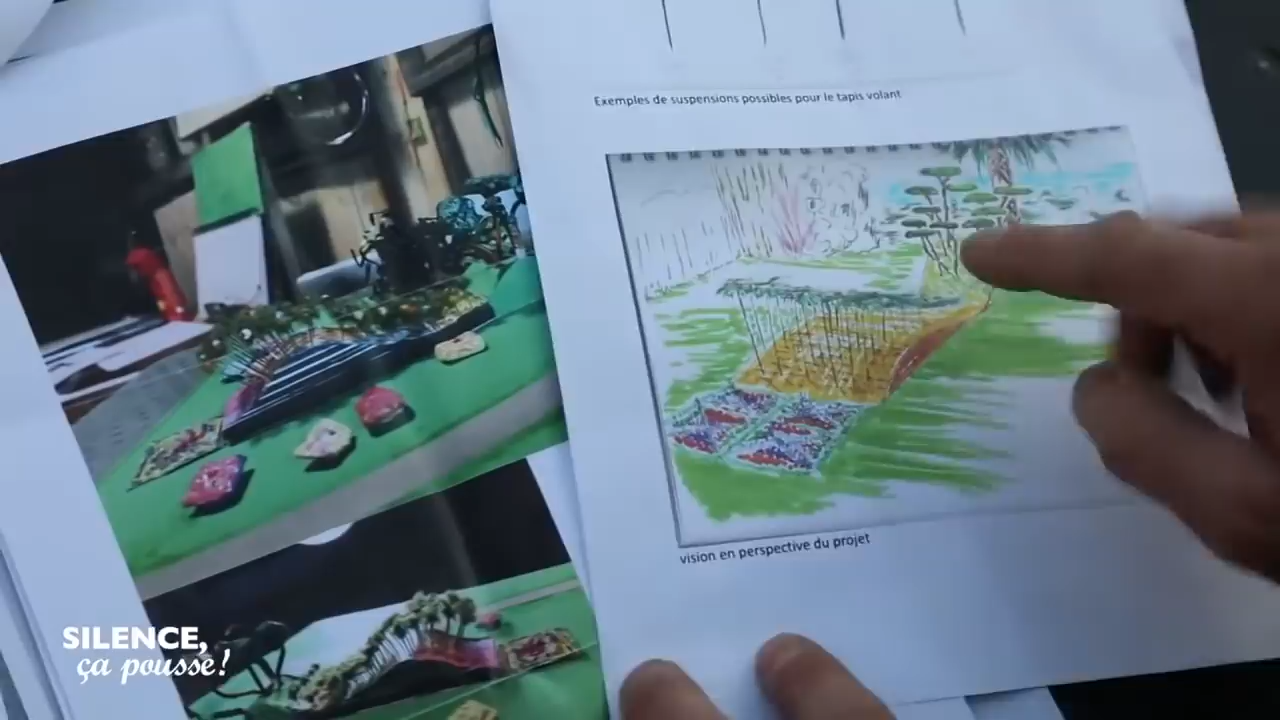 Exemples de suspensions possibles pour le tapis volant
vision en perspective du projet
SILENCE,
ça pousse!